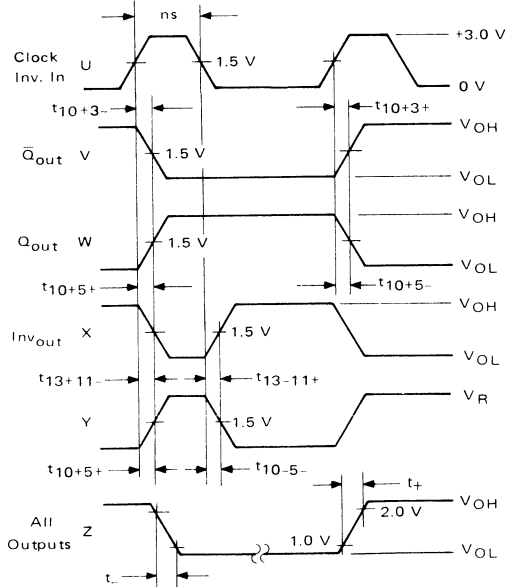 ns
+3.0 V
Clock
Inv. In
U
1.5 V
0 V
t10+3-
t10+3+
VOH
Q̅out
V
1.5 V
VOL
VOH
Qout
W
1.5 V
VOL
t10+5+
t10+5-
VOH
Invout
X
1.5 V
VOL
t13+11-
t13-11+
VR
Y
1.5 V
t10+5+
t10-5-
t+
VOH
2.0 V
All
Outputs
Z
1.0 V
VOL
t-